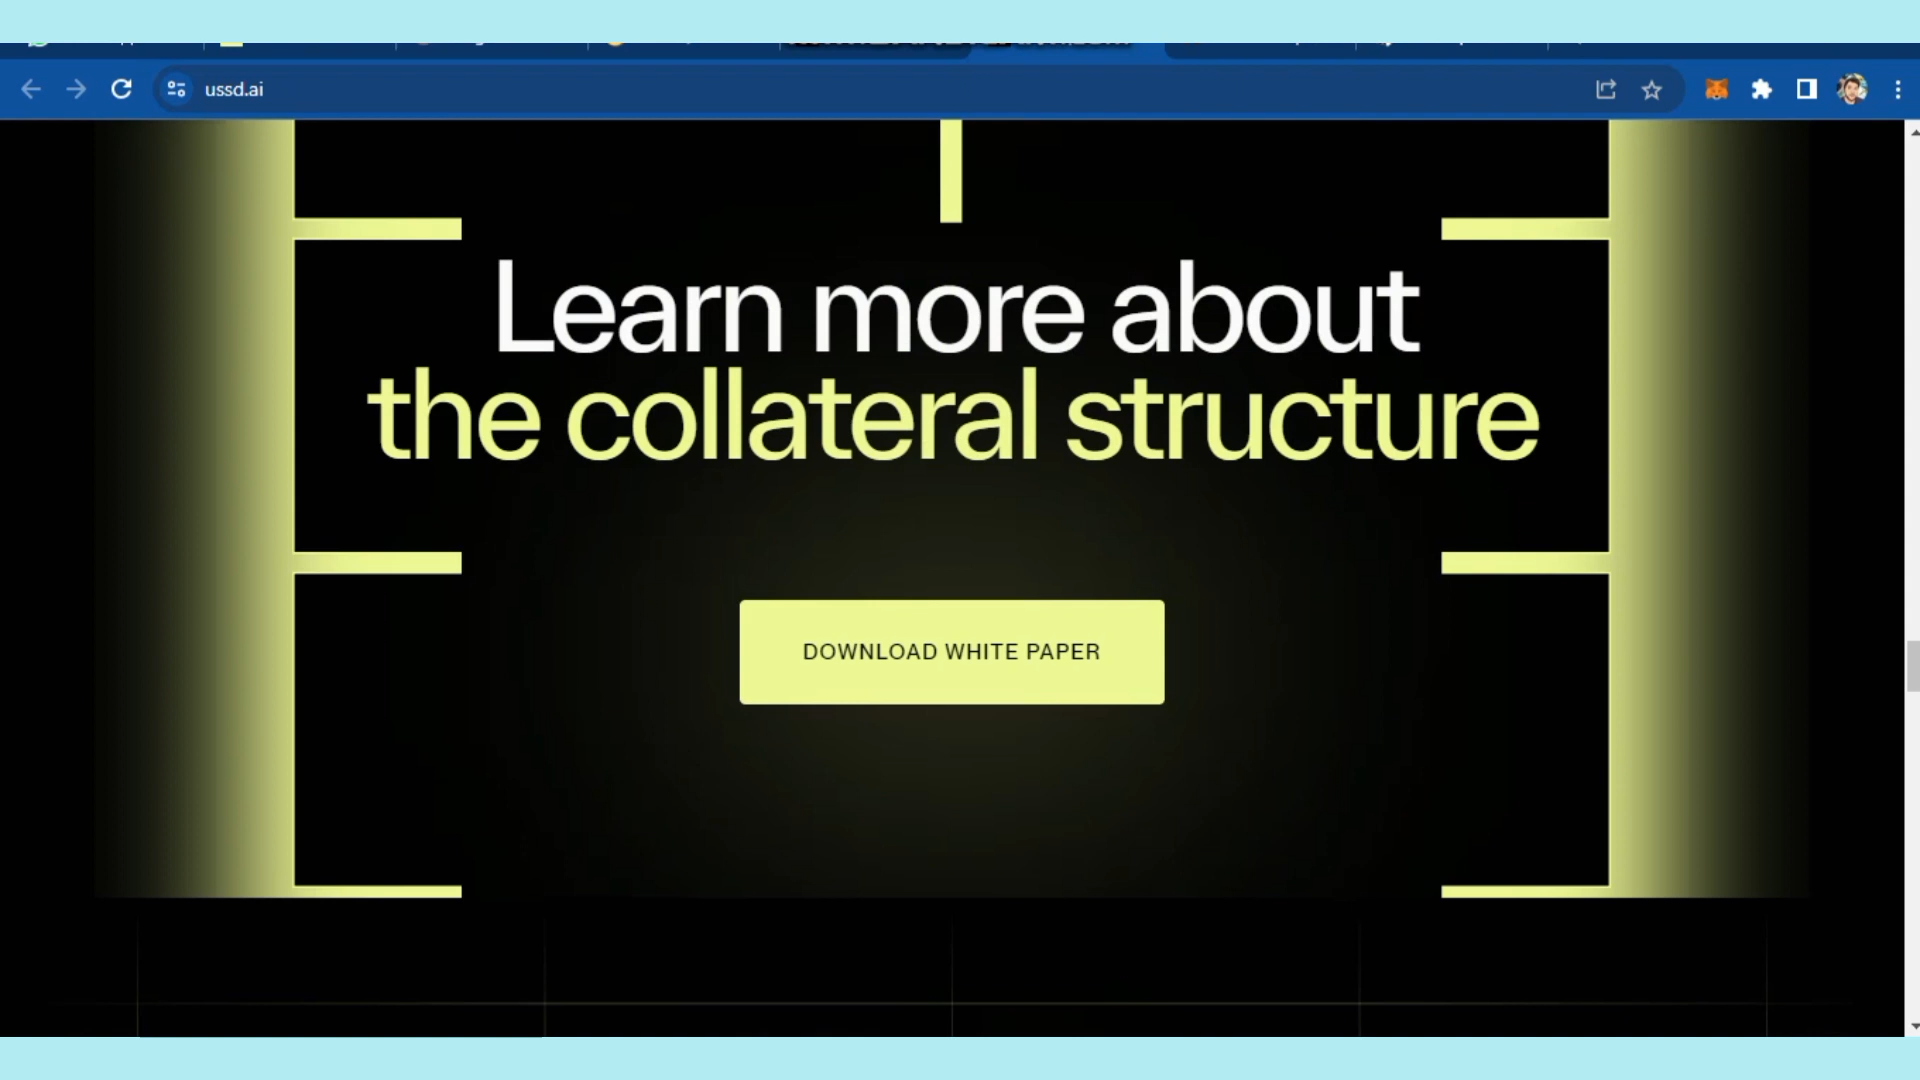 ussd.ai
Learn more about
the collateral structure
DOWNLOAD WHITE PAPER